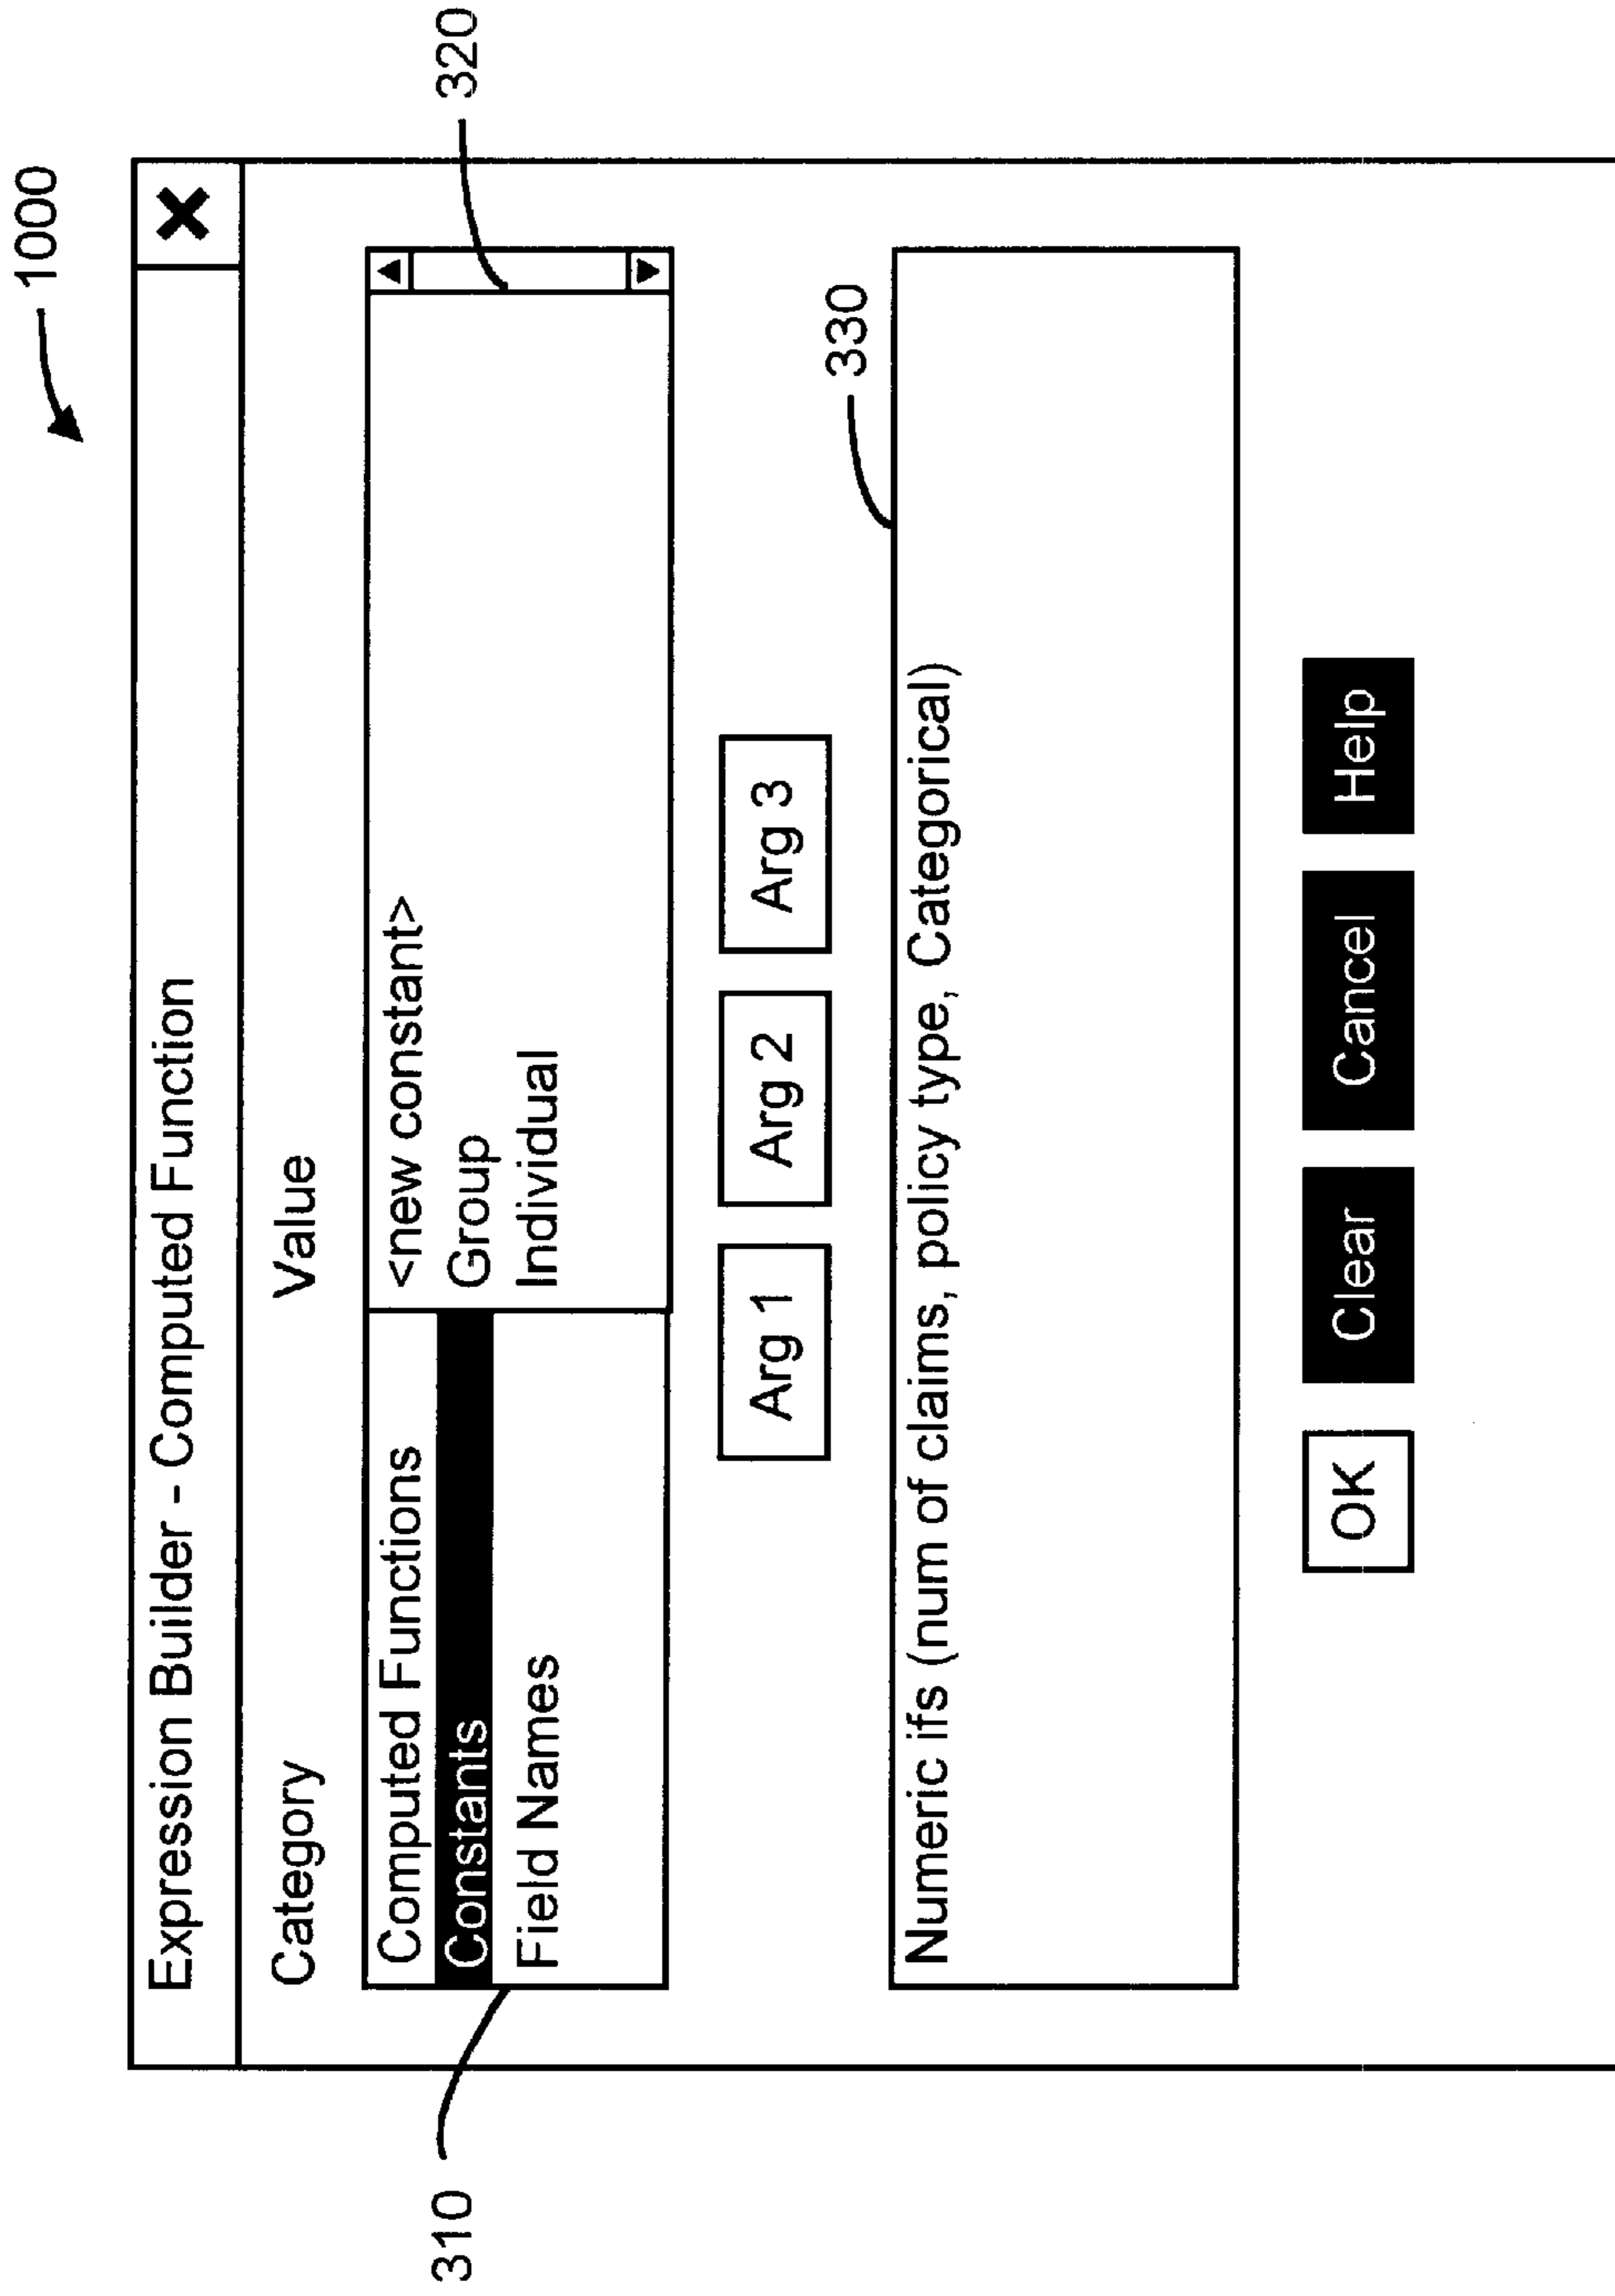 1000
Expression Builder - Computed Function
Category Value
Computed Functions <new constant>
Constants Group
Field Names Individual
310
320
Arg 1 Arg 2 Arg 3
330
Numeric ifs (num of claims, policy type, Categorical)
OK Clear Cancel Help